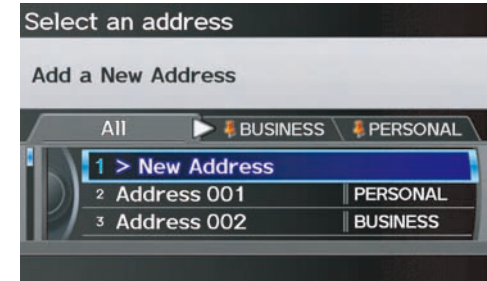 Select an address
Add a New Address
All BUSINESS PERSONAL
1 > New Address
2 Address 001 PERSONAL
3 Address 002 BUSINESS